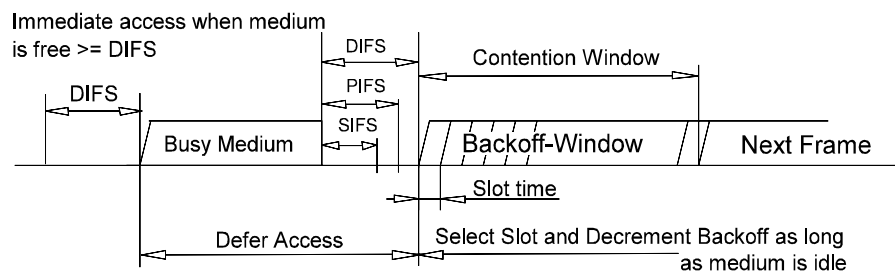 Immediate access when medium
is free >= DIFS
DIFS
DIFS
Contention Window
PIFS
SIFS
Busy Medium
Backoff-Window
Next Frame
Slot time
Defer Access
Select Slot and Decrement Backoff as long
as medium is idle